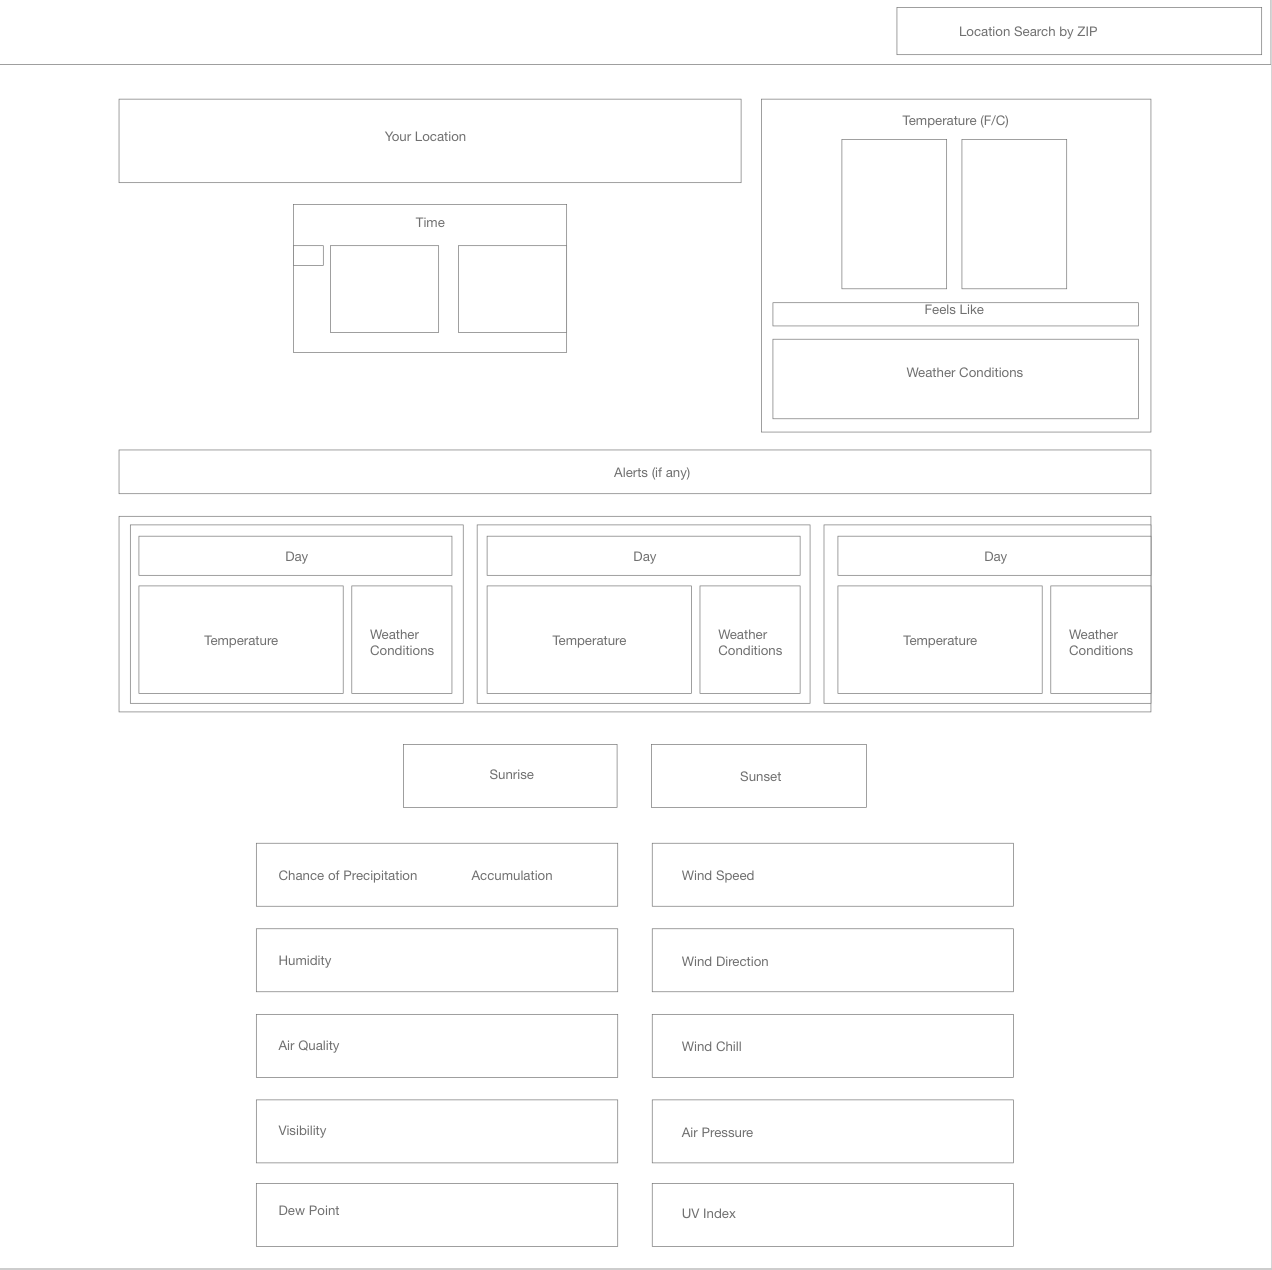 Location Search by ZIP
Your Location
Time
Temperature (F/C)
Feels Like
Weather Conditions
Alerts (if any)
Day
Temperature
Weather
Conditions
Day
Temperature
Weather
Conditions
Day
Temperature
Weather
Conditions
Sunrise
Sunset
Chance of Precipitation Accumulation
Wind Speed
Humidity
Wind Direction
Air Quality
Wind Chill
Visibility
Air Pressure
Dew Point
UV Index